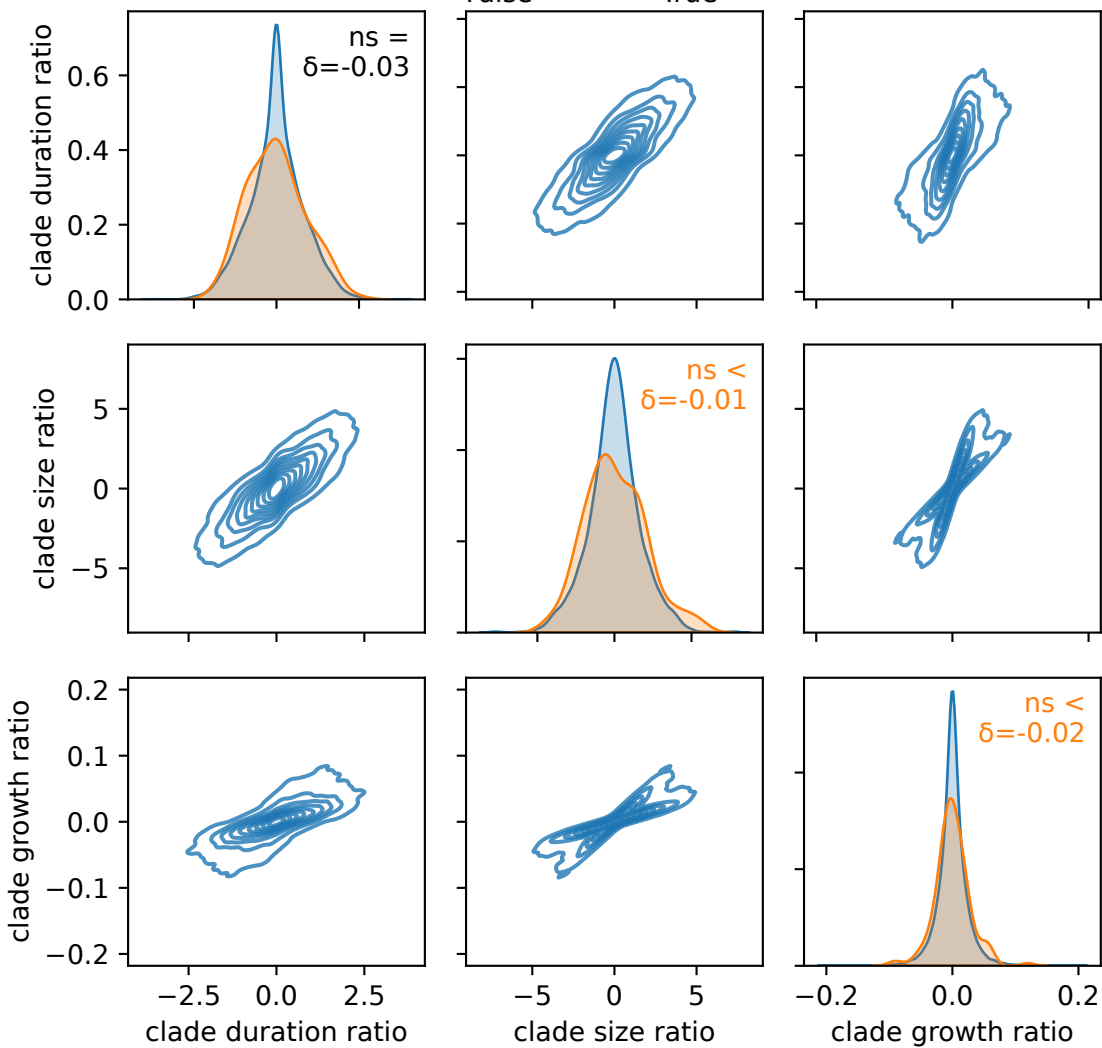 ns =
δ=-0.03
clade duration ratio
0.6
0.4
0.2
0.0
ns <
δ=-0.01
clade size ratio
5
0
−5
ns <
δ=-0.02
clade growth ratio
0.2
0.1
0.0
−0.1
−0.2
−2.5 0.0 2.5 −5 0 5 −0.2 0.0 0.2
clade duration ratio clade size ratio clade growth ratio